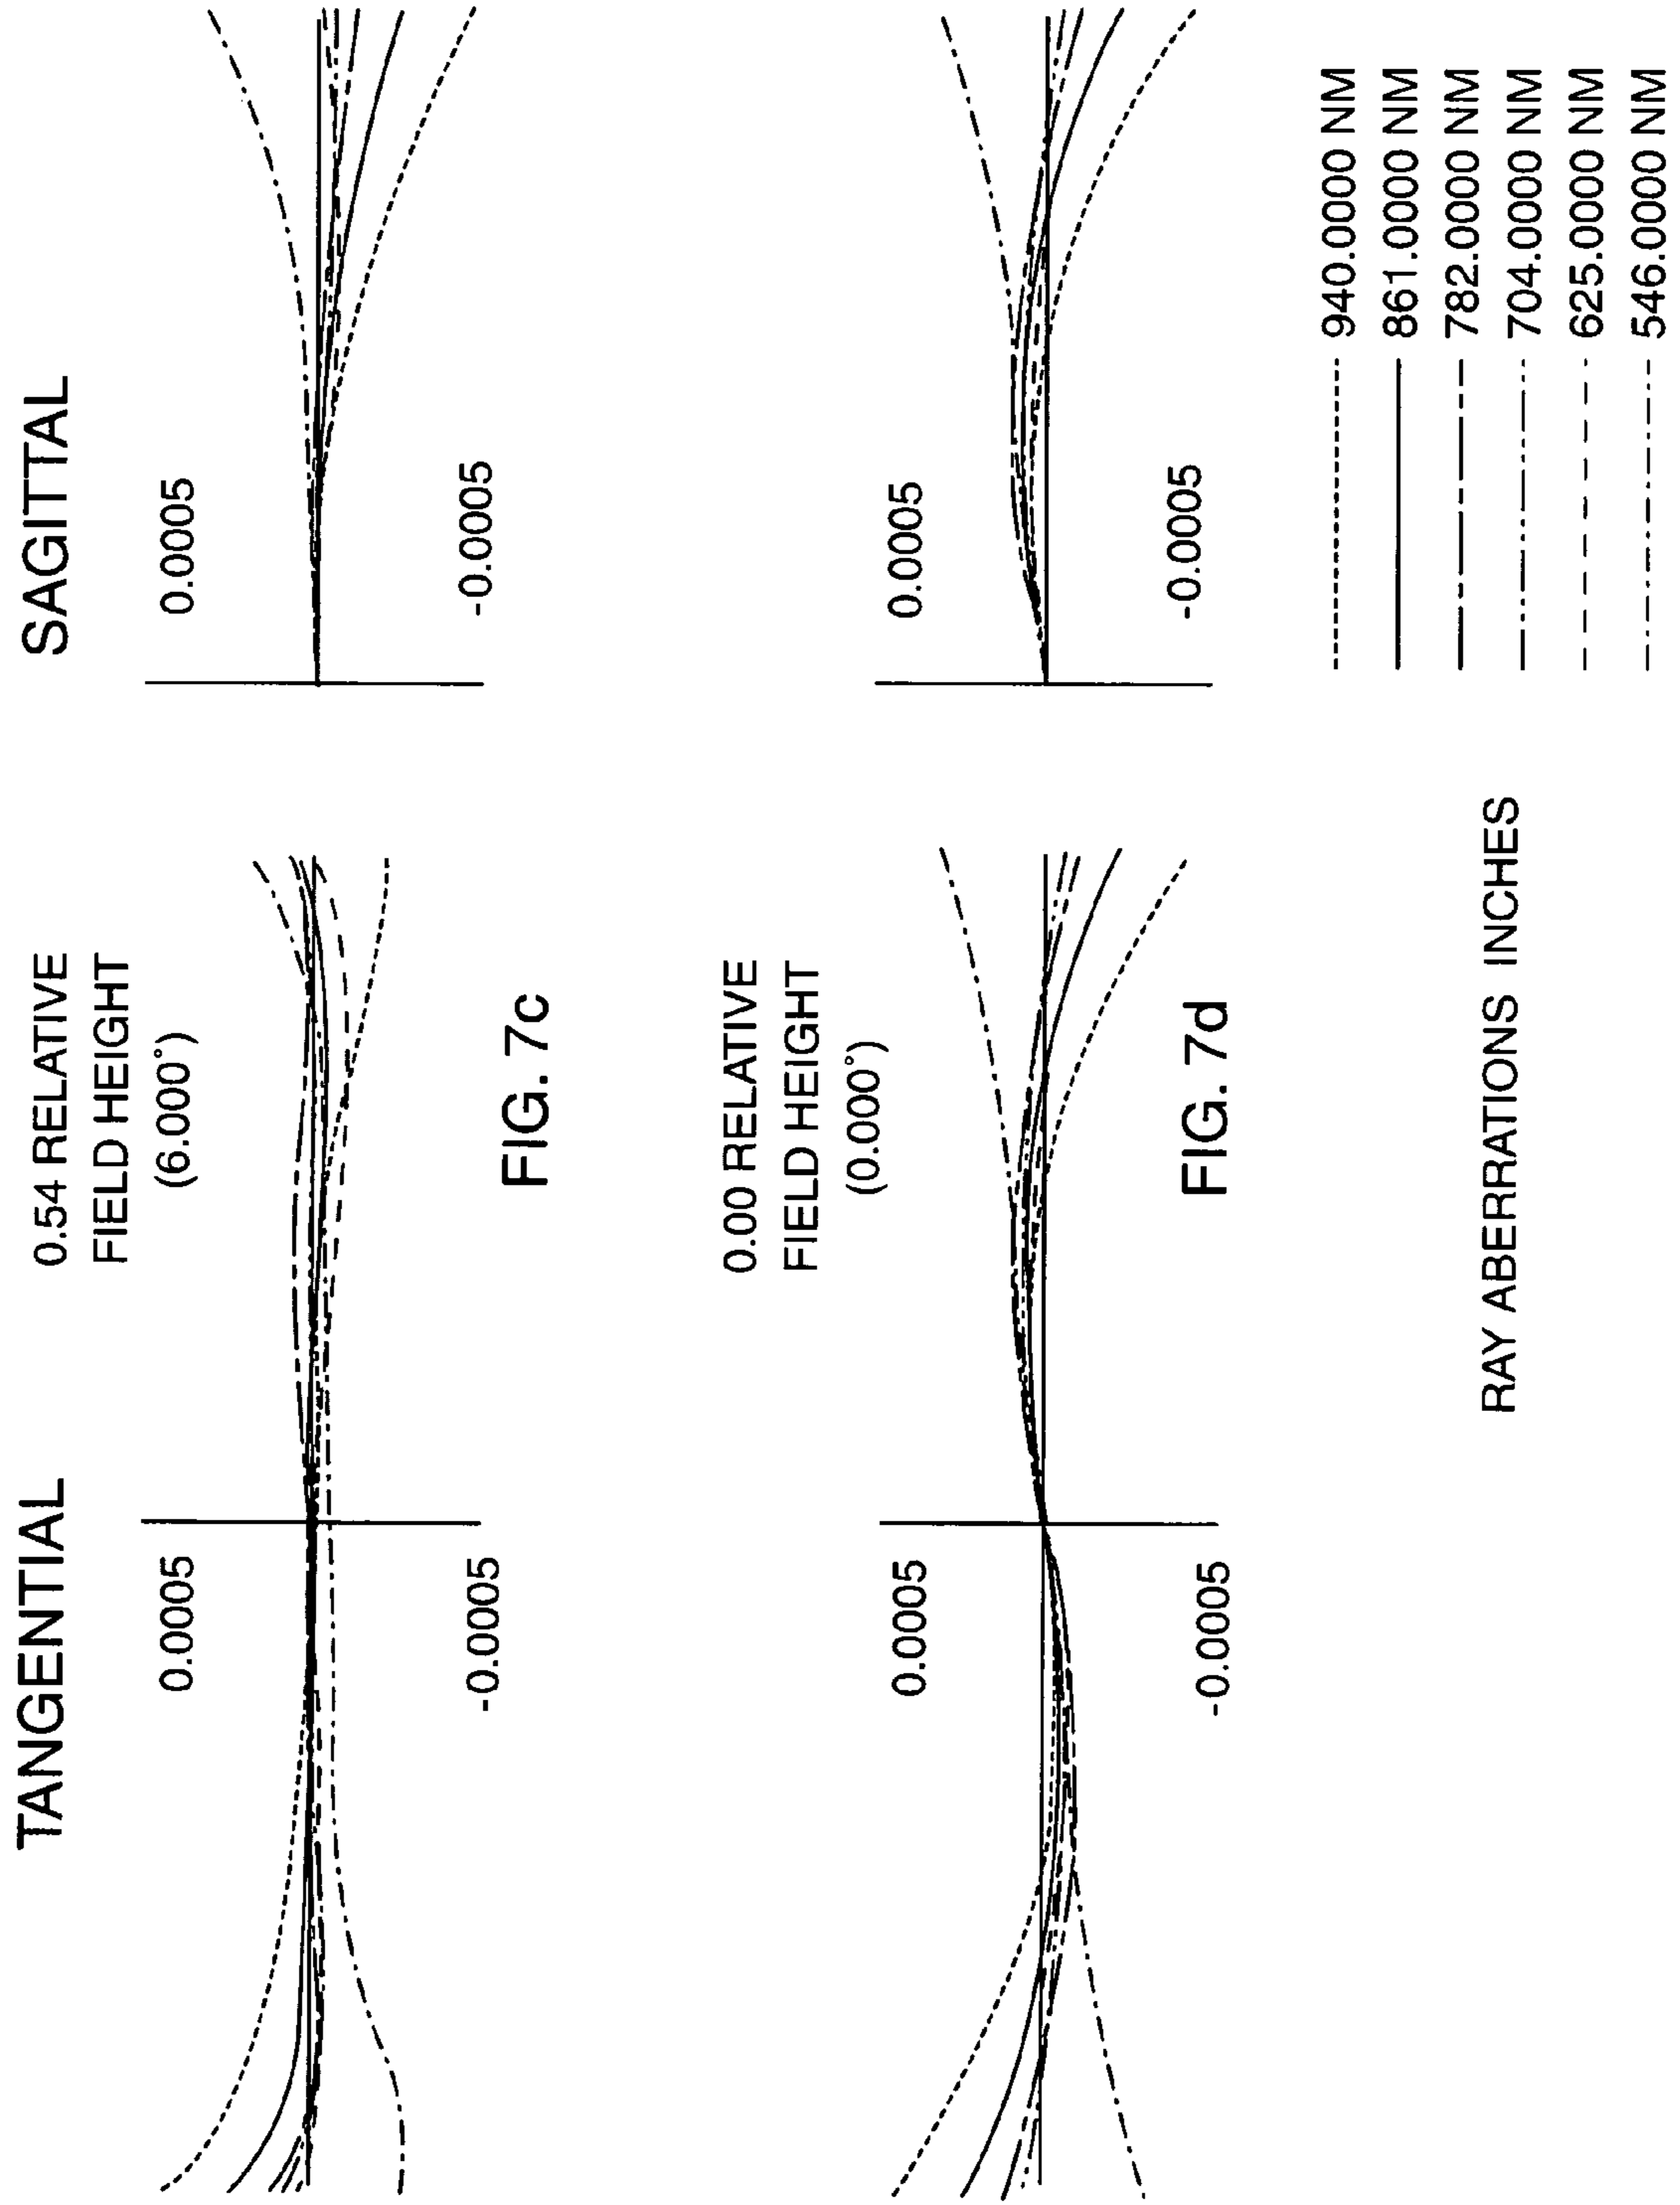 TANGENTIAL
SAGITTAL
0.54 RELATIVE
FIELD HEIGHT
(6.000°)
0.0005
0.0005
-0.0005
-0.0005
FIG. 7c
0.00 RELATIVE
FIELD HEIGHT
(0.000°)
0.0005
0.0005
-0.0005
-0.0005
FIG. 7d
RAY ABERRATIONS INCHES
940.0000 NM
861.0000 NM
782.0000 NM
704.0000 NM
625.0000 NM
546.0000 NM